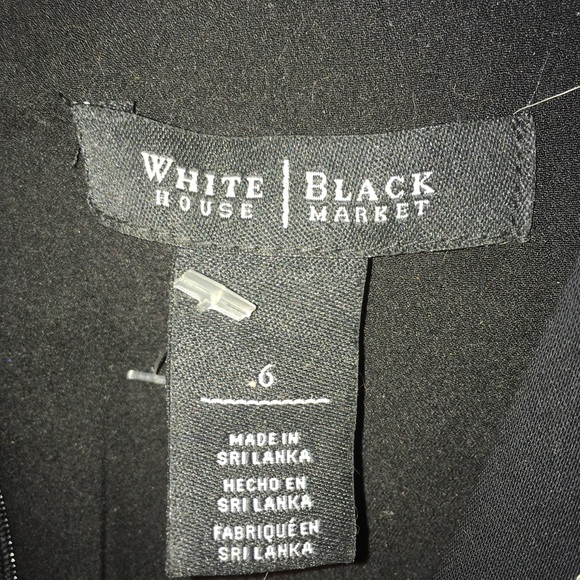 WHITE | BLACK
HOUSE | MARKET
6
MADE IN
SRI LANKA
HECHO EN
SRI LANKA
FABRIQUÉ EN
SRI LANKA